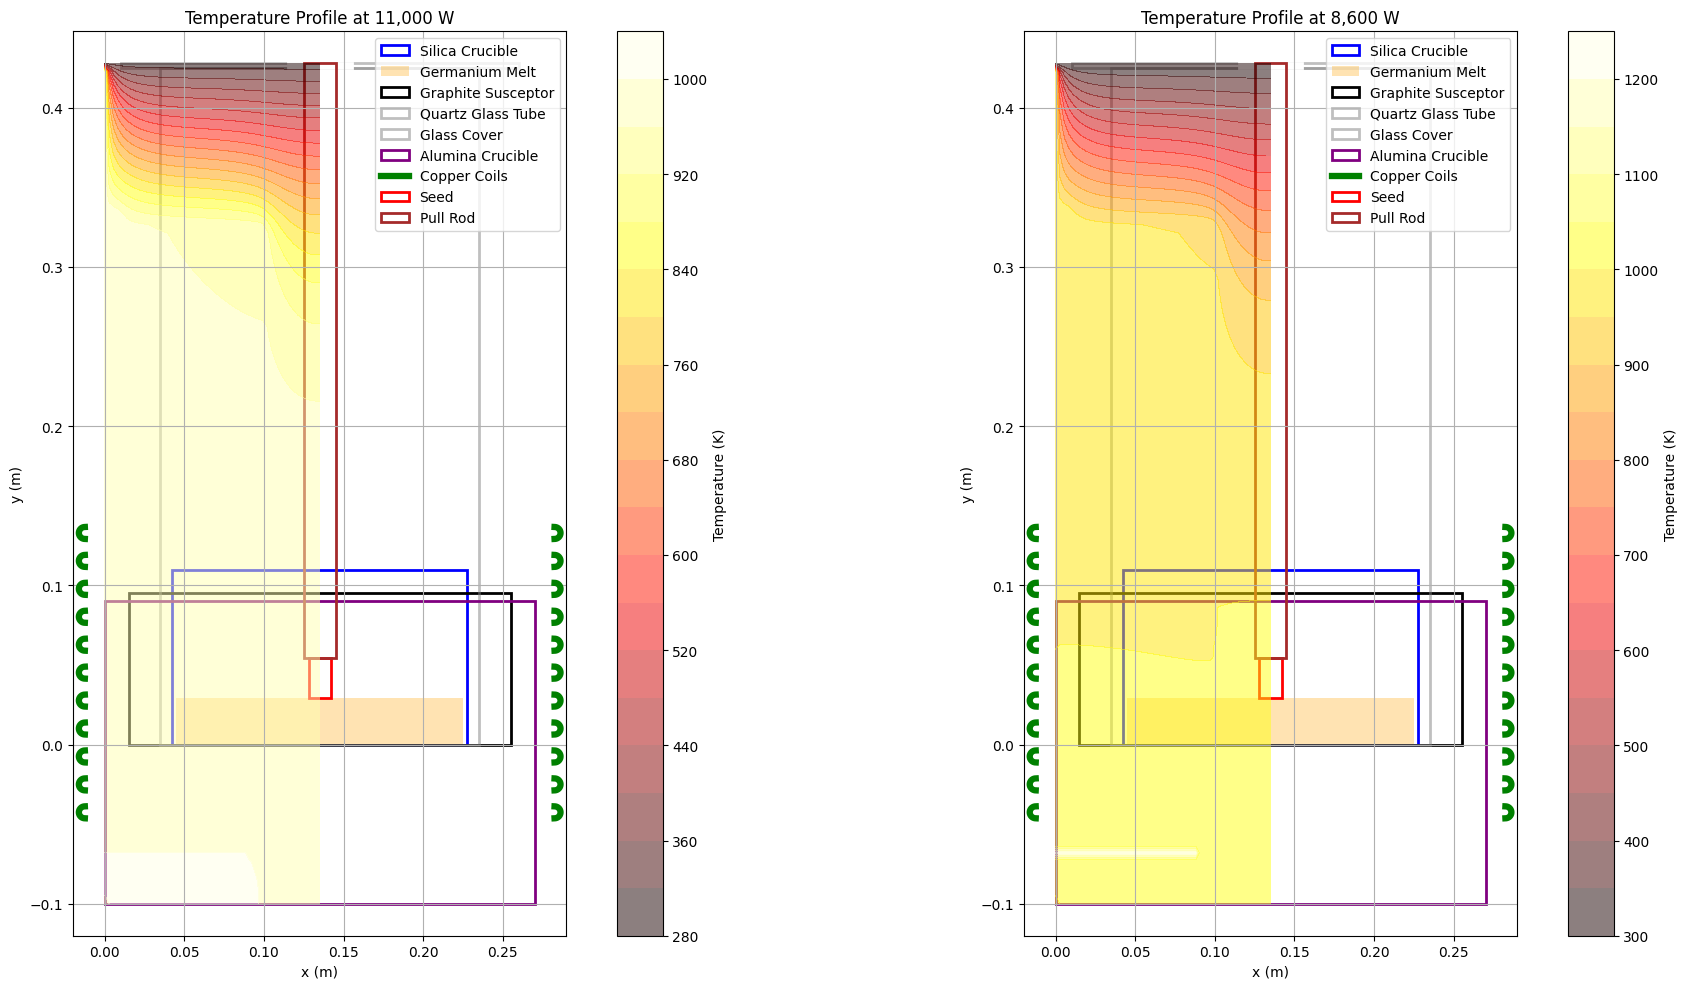 Temperature Profile at 11,000 W
Silica Crucible
Germanium Melt
Graphite Susceptor
Quartz Glass Tube
Glass Cover
Alumina Crucible
Copper Coils
Seed
Pull Rod
0.4
0.3
0.2
0.1
0.0
−0.1
y (m)
0.00
0.05
0.10
0.15
0.20
0.25
x (m)
1000
920
840
760
680
600
520
440
360
280
Temperature (K)
Temperature Profile at 8,600 W
Silica Crucible
Germanium Melt
Graphite Susceptor
Quartz Glass Tube
Glass Cover
Alumina Crucible
Copper Coils
Seed
Pull Rod
0.4
0.3
0.2
0.1
0.0
−0.1
y (m)
0.00
0.05
0.10
0.15
0.20
0.25
x (m)
1200
1100
1000
900
800
700
600
500
400
300
Temperature (K)